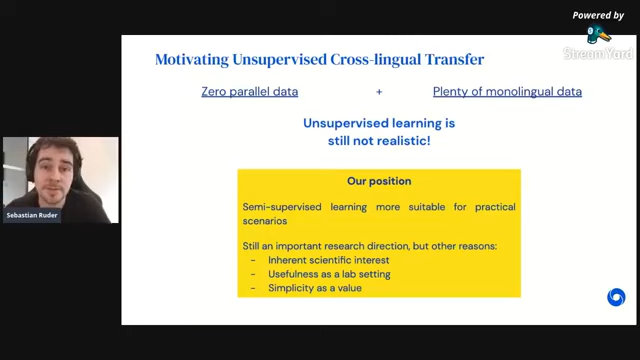 Powered by
StreamYard
Motivating Unsupervised Cross-lingual Transfer
Zero parallel data + Plenty of monolingual data
Unsupervised learning is
still not realistic!
Our position
Semi-supervised learning more suitable for practical
scenarios
Still an important research direction, but other reasons:
- Inherent scientific interest
- Usefulness as a lab setting
- Simplicity as a value
Sebastian Ruder